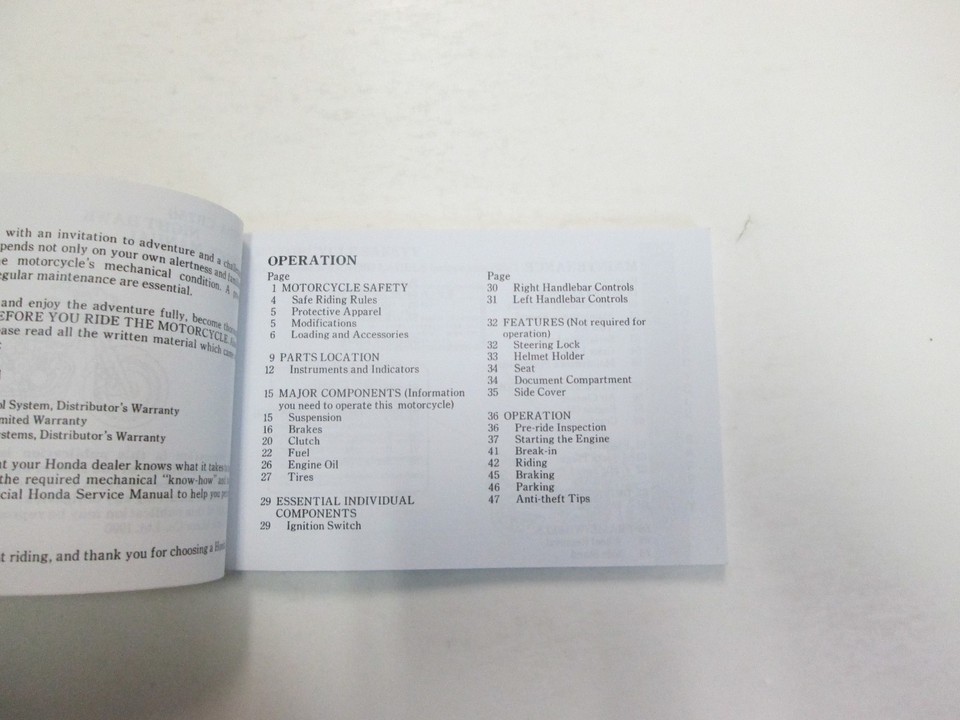 with an invitation to adventure and a
pends not only on your own alertness and
motorcycle's mechanical condition. A
gular maintenance are essential.
and enjoy the adventure fully, become
EFORE YOU RIDE THE MOTORCYCLE.
ase read all the written material which
ol System, Distributor's Warranty
mited Warranty
stems, Distributor's Warranty
at your Honda dealer knows what it takes
the required mechanical "know-how"
cial Honda Service Manual to help you
t riding, and thank you for choosing a
OPERATION
Page
1 MOTORCYCLE SAFETY
4 Safe Riding Rules
5 Protective Apparel
5 Modifications
6 Loading and Accessories
9 PARTS LOCATION
12 Instruments and Indicators
15 MAJOR COMPONENTS (Information
you need to operate this motorcycle)
15 Suspension
16 Brakes
20 Clutch
22 Fuel
26 Engine Oil
27 Tires
29 ESSENTIAL INDIVIDUAL
COMPONENTS
29 Ignition Switch
Page
30 Right Handlebar Controls
31 Left Handlebar Controls
32 FEATURES (Not required for
operation)
32 Steering Lock
33 Helmet Holder
34 Seat
34 Document Compartment
35 Side Cover
36 OPERATION
36 Pre-ride Inspection
37 Starting the Engine
41 Break-in
42 Riding
45 Braking
46 Parking
47 Anti-theft Tips